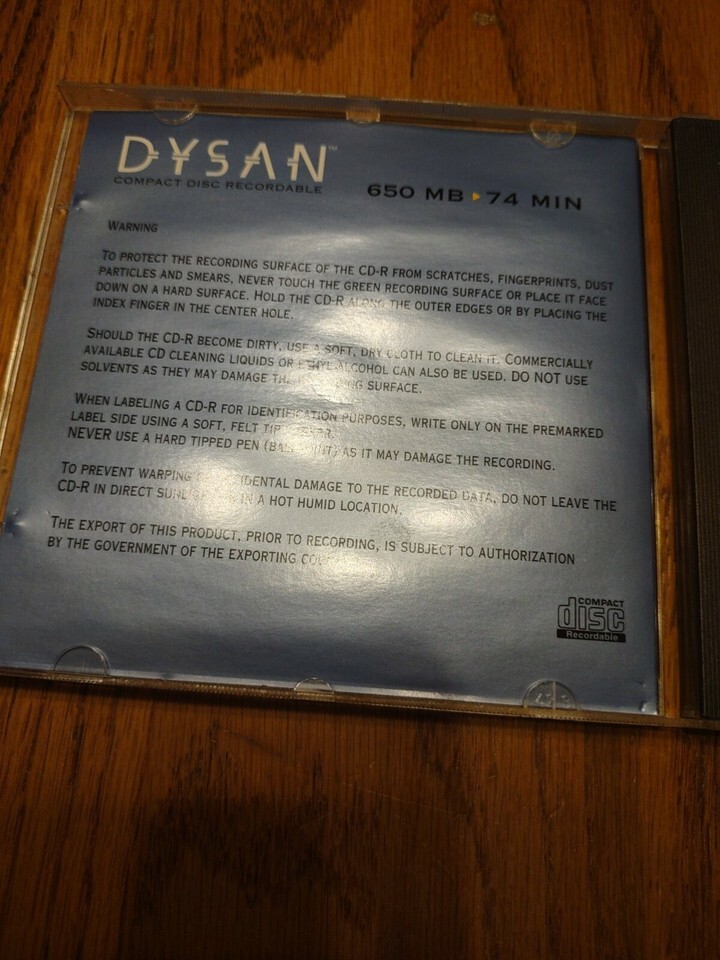 DYSAN™
COMPACT DISC RECORDABLE
650 MB ▸ 74 MIN
WARNING
TO PROTECT THE RECORDING SURFACE OF THE CD-R FROM SCRATCHES, FINGERPRINTS, DUST
PARTICLES AND SMEARS, NEVER TOUCH THE GREEN RECORDING SURFACE OR PLACE IT FACE
DOWN ON A HARD SURFACE. HOLD THE CD-R ALONG THE OUTER EDGES OR BY PLACING THE
INDEX FINGER IN THE CENTER HOLE.
SHOULD THE CD-R BECOME DIRTY, USE A SOFT, DRY CLOTH TO CLEAN IT. COMMERCIALLY
AVAILABLE CD CLEANING LIQUIDS OR ETHYL ALCOHOL CAN ALSO BE USED. DO NOT USE
SOLVENTS AS THEY MAY DAMAGE THE SURFACE.
WHEN LABELING A CD-R FOR IDENTIFICATION PURPOSES, WRITE ONLY ON THE PREMARKED
LABEL SIDE USING A SOFT, FELT TIP
NEVER USE A HARD TIPPED PEN (BALLPOINT) AS IT MAY DAMAGE THE RECORDING.
TO PREVENT WARPING DAMAGE TO THE RECORDED DATA, DO NOT LEAVE THE
CD-R IN DIRECT IN A HOT HUMID LOCATION.
THE EXPORT OF THIS PRODUCT, PRIOR TO RECORDING, IS SUBJECT TO AUTHORIZATION
BY THE GOVERNMENT OF THE EXPORTING
COMPACT
disc
Recordable